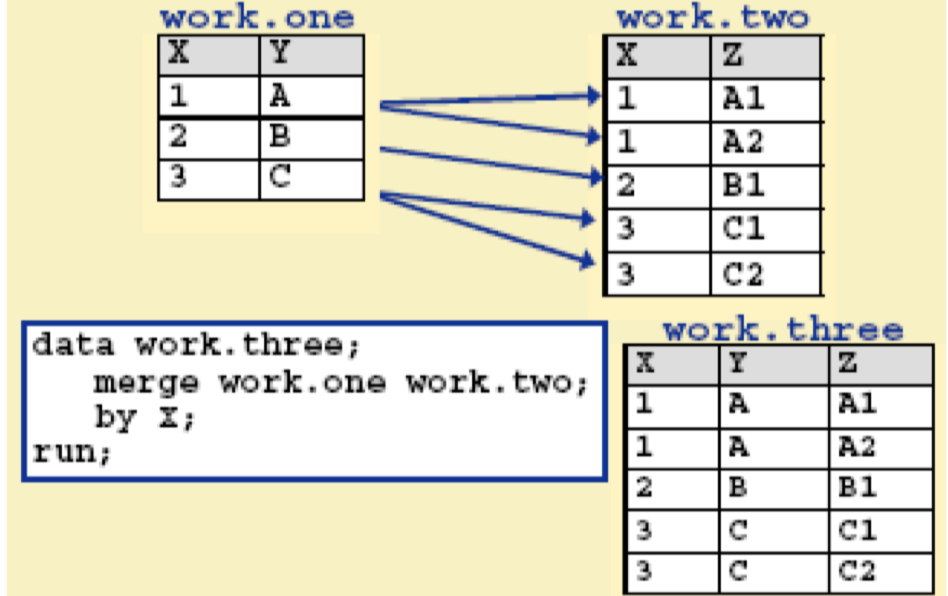 work.one
X Y
1 A
2 B
3 C
work.two
X Z
1 A1
1 A2
2 B1
3 C1
3 C2
data work.three;
merge work.one work.two;
by X;
run;
work.three
X Y Z
1 A A1
1 A A2
2 B B1
3 C C1
3 C C2